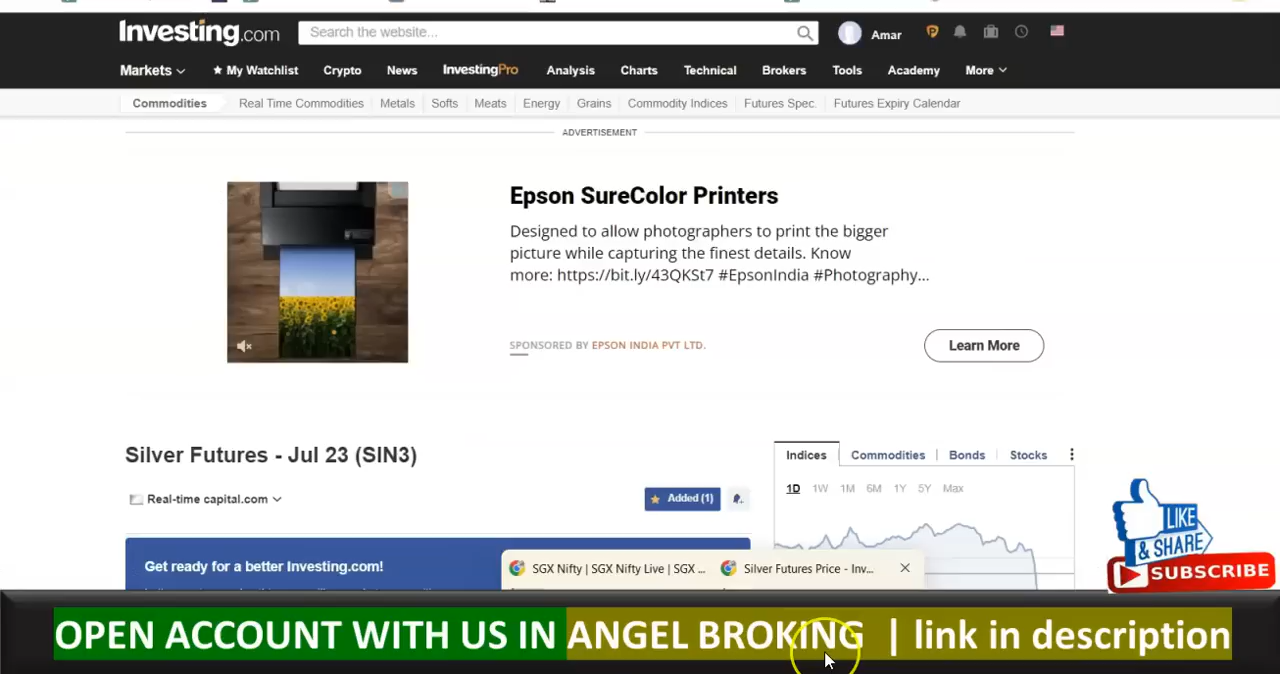 Investing.com
Search the website...
Amar
Markets
★ My Watchlist
Crypto
News
InvestingPro
Analysis
Charts
Technical
Brokers
Tools
Academy
More
Commodities
Real Time Commodities
Metals
Softs
Meats
Energy
Grains
Commodity Indices
Futures Spec.
Futures Expiry Calendar
ADVERTISEMENT
Epson SureColor Printers
Designed to allow photographers to print the bigger
picture while capturing the finest details. Know
more: https://bit.ly/43QKSt7 #EpsonIndia #Photography...
SPONSORED BY EPSON INDIA PVT LTD.
Learn More
Silver Futures - Jul 23 (SIN3)
Real-time capital.com
Added (1)
Indices
Commodities
Bonds
Stocks
1D
1W
1M
6M
1Y
5Y
Max
Get ready for a better Investing.com!
SGX Nifty | SGX Nifty Live | SGX ...
Silver Futures Price - Inv...
LIKE
& SHARE
SUBSCRIBE
OPEN ACCOUNT WITH US IN ANGEL BROKING | link in description